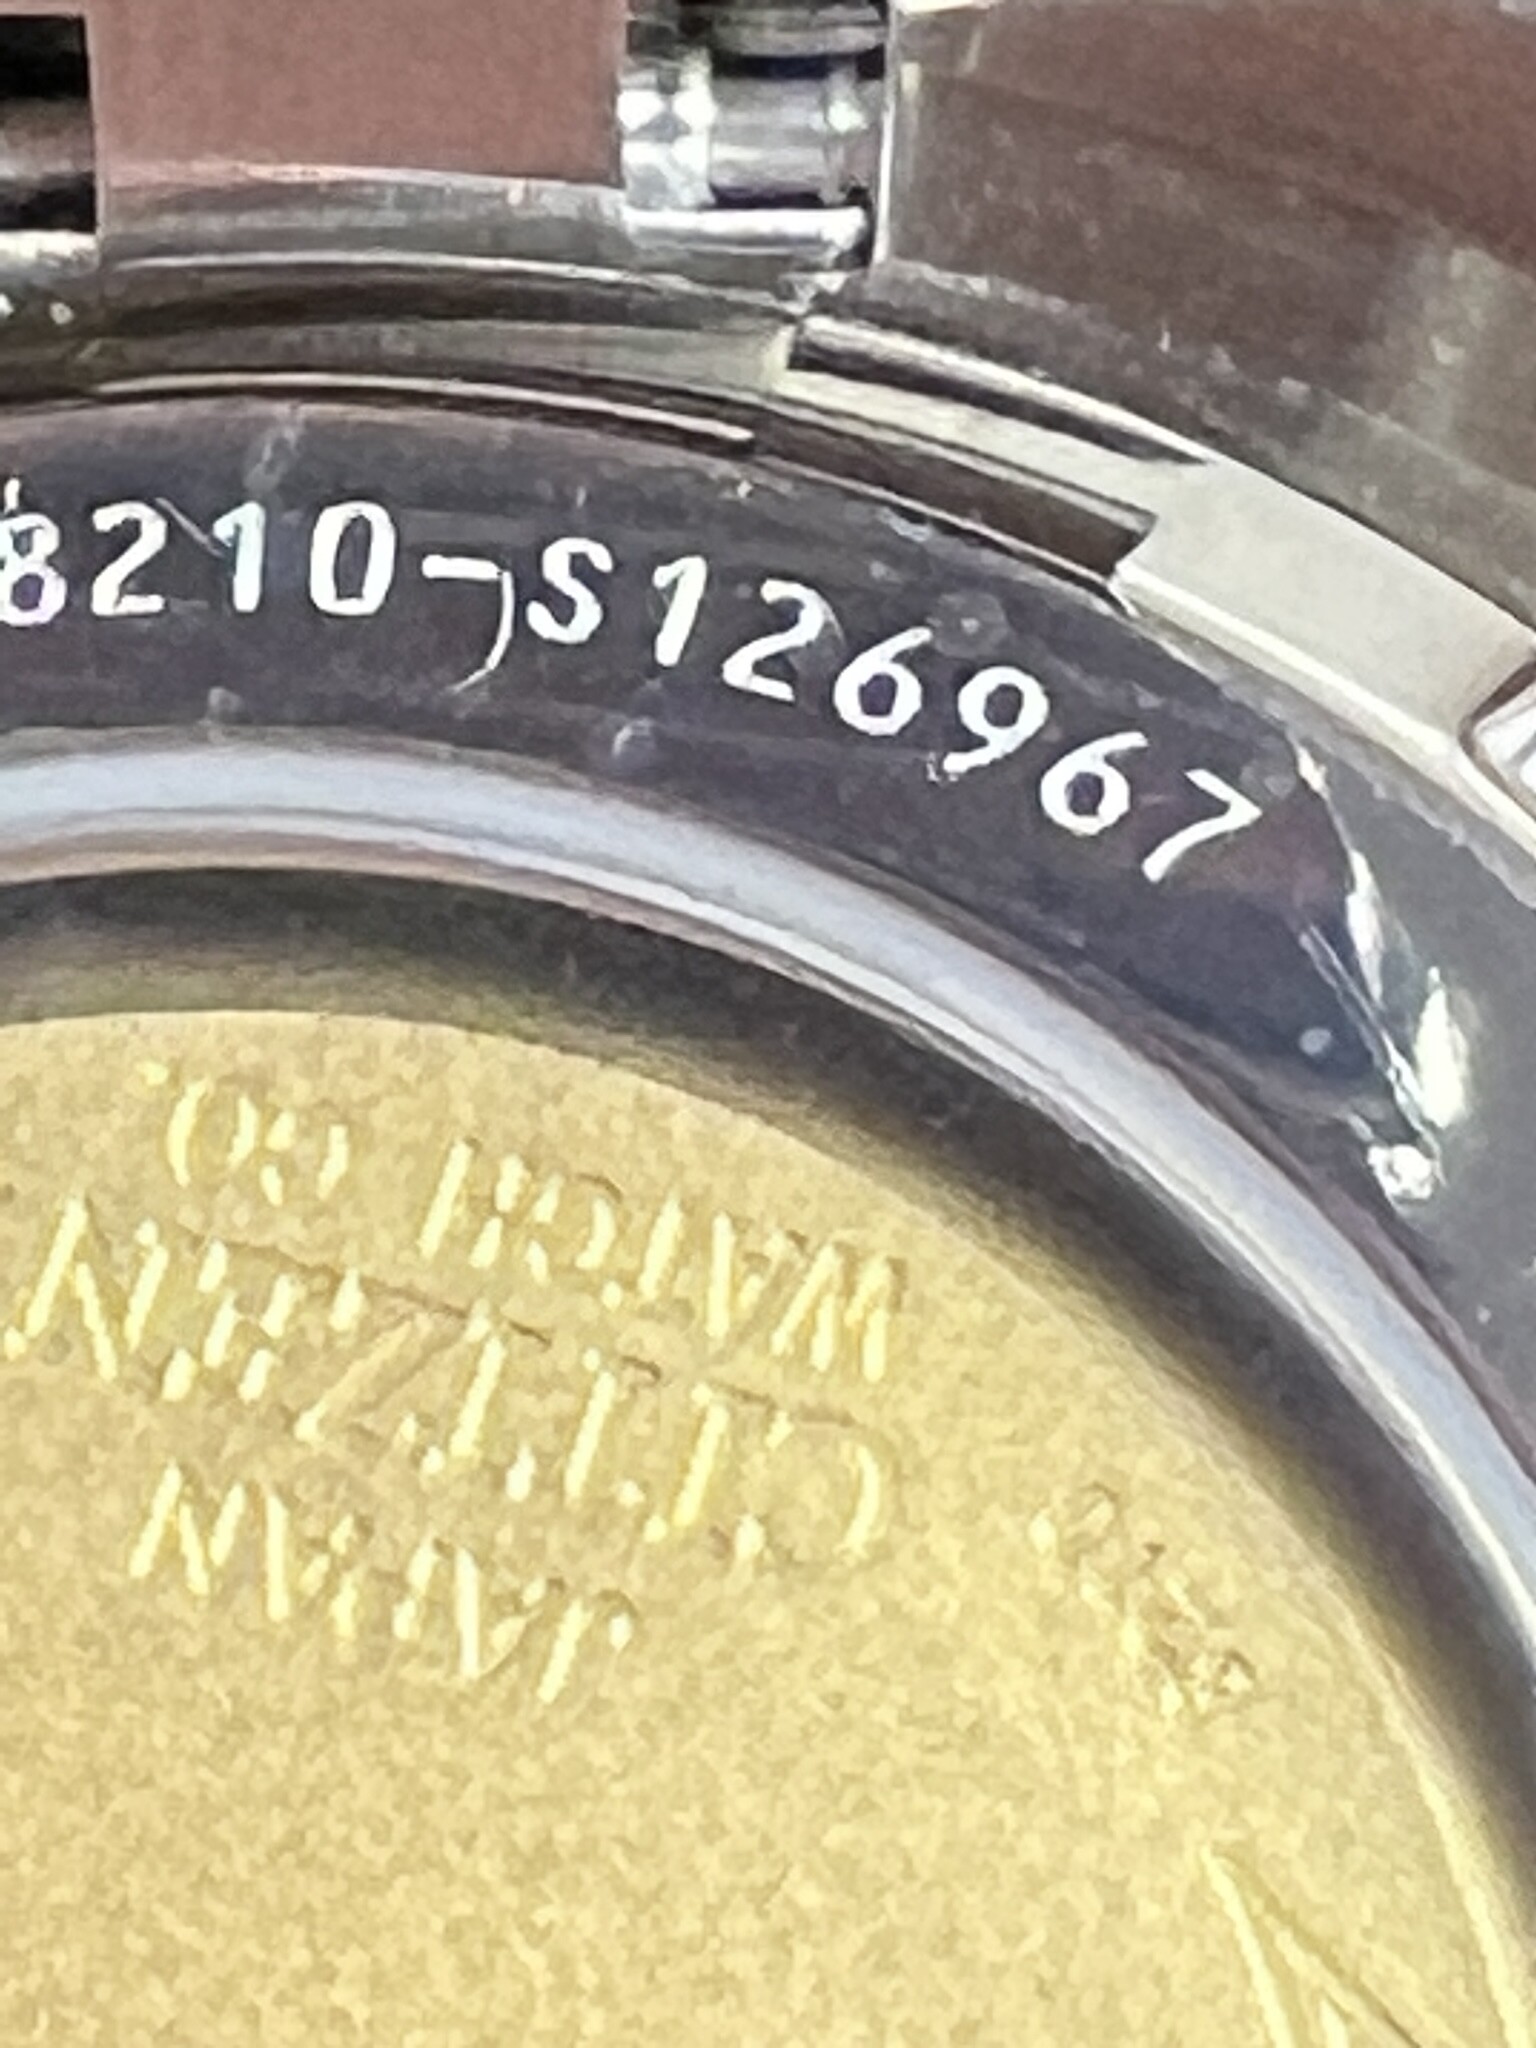 8210-S126967
WATCH CO.
CITIZEN
JAPAN